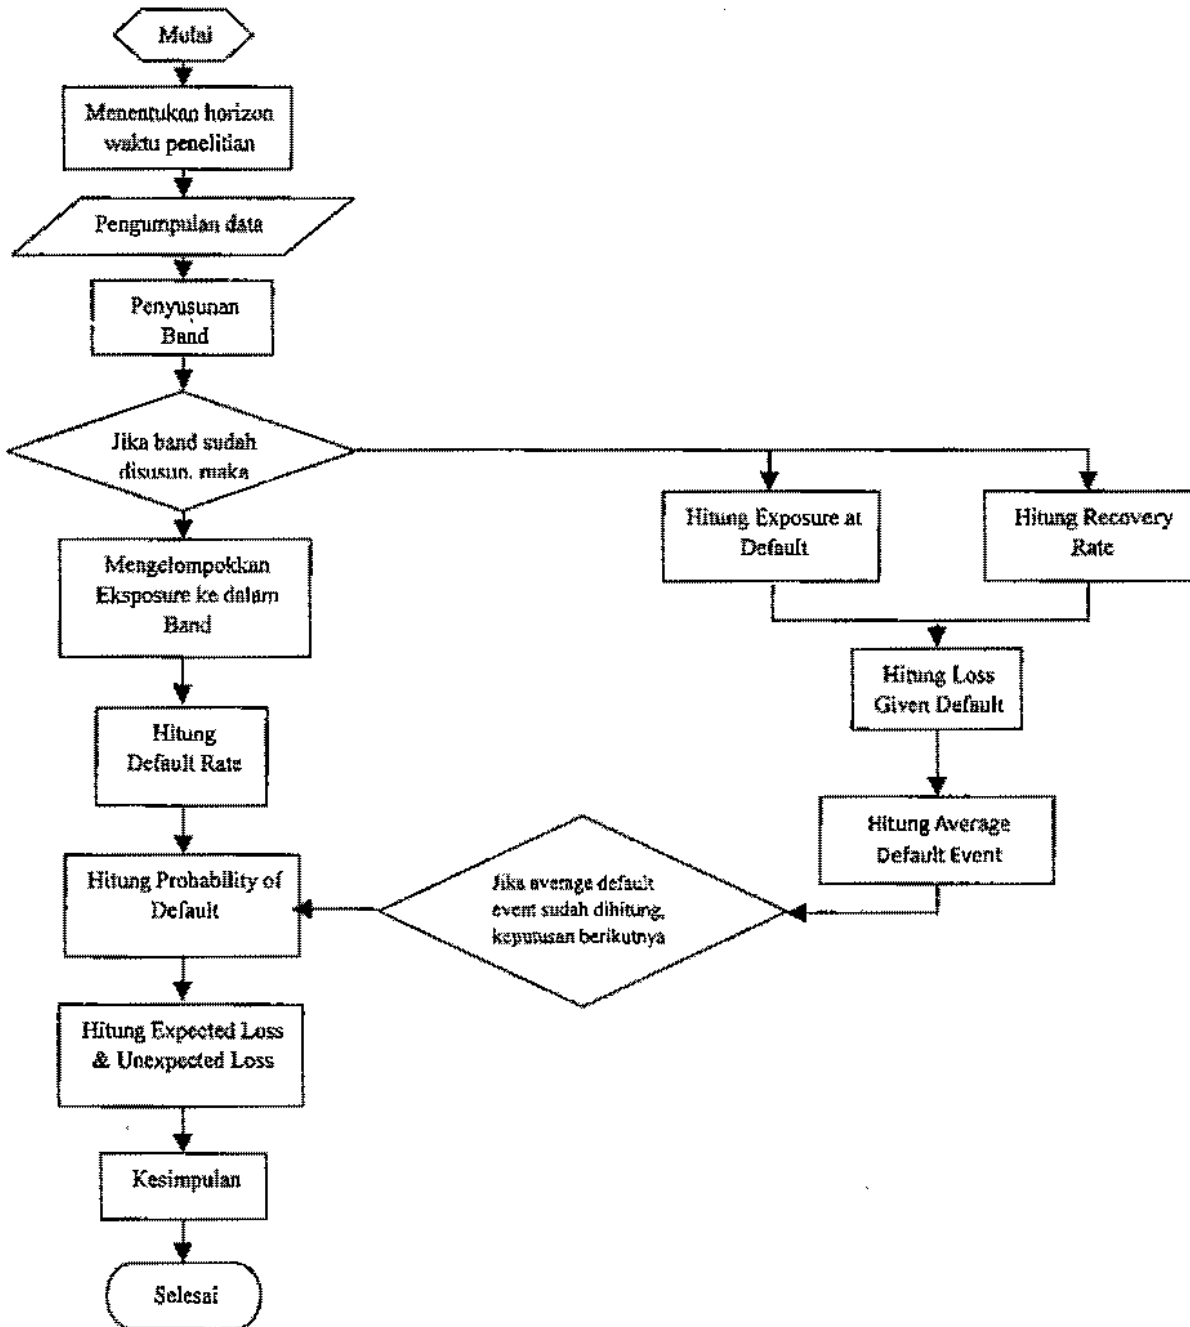 Mulai
Menentukan horizon
waktu penelitian
Pengumpulan data
Penyusunan
Band
Jika band sudah
disusun, maka
Hitung Exposure at
Default
Hitung Recovery
Rate
Mengelompokkan
Eksposure ke dalam
Band
Hitung Loss
Given Default
Hitung
Default Rate
Hitung Average
Default Event
Jika average default
event sudah dihitung,
keputusan berikutnya
Hitung Probability of
Default
Hitung Expected Loss
& Unexpected Loss
Kesimpulan
Selesai